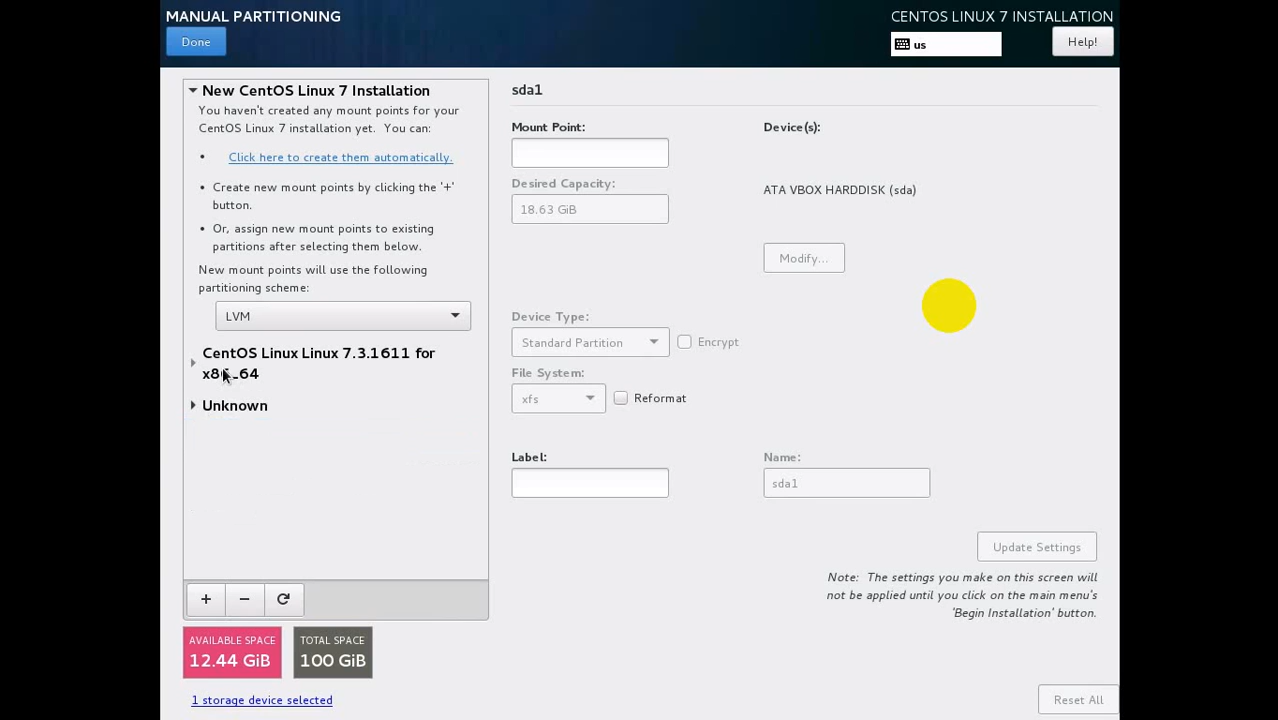 MANUAL PARTITIONING
CENTOS LINUX 7 INSTALLATION
Done
us
Help!
New CentOS Linux 7 Installation
You haven't created any mount points for your
CentOS Linux 7 installation yet.  You can:
• Click here to create them automatically.
• Create new mount points by clicking the '+'
button.
• Or, assign new mount points to existing
partitions after selecting them below.
New mount points will use the following
partitioning scheme:
LVM
CentOS Linux Linux 7.3.1611 for
x86_64
Unknown
+ −
AVAILABLE SPACE
12.44 GiB
TOTAL SPACE
100 GiB
1 storage device selected
sda1
Mount Point:
Device(s):
Desired Capacity:
18.63 GiB
ATA VBOX HARDDISK (sda)
Modify...
Device Type:
Standard Partition
Encrypt
File System:
xfs
Reformat
Label:
Name:
sda1
Update Settings
Note:  The settings you make on this screen will
not be applied until you click on the main menu's
'Begin Installation' button.
Reset All